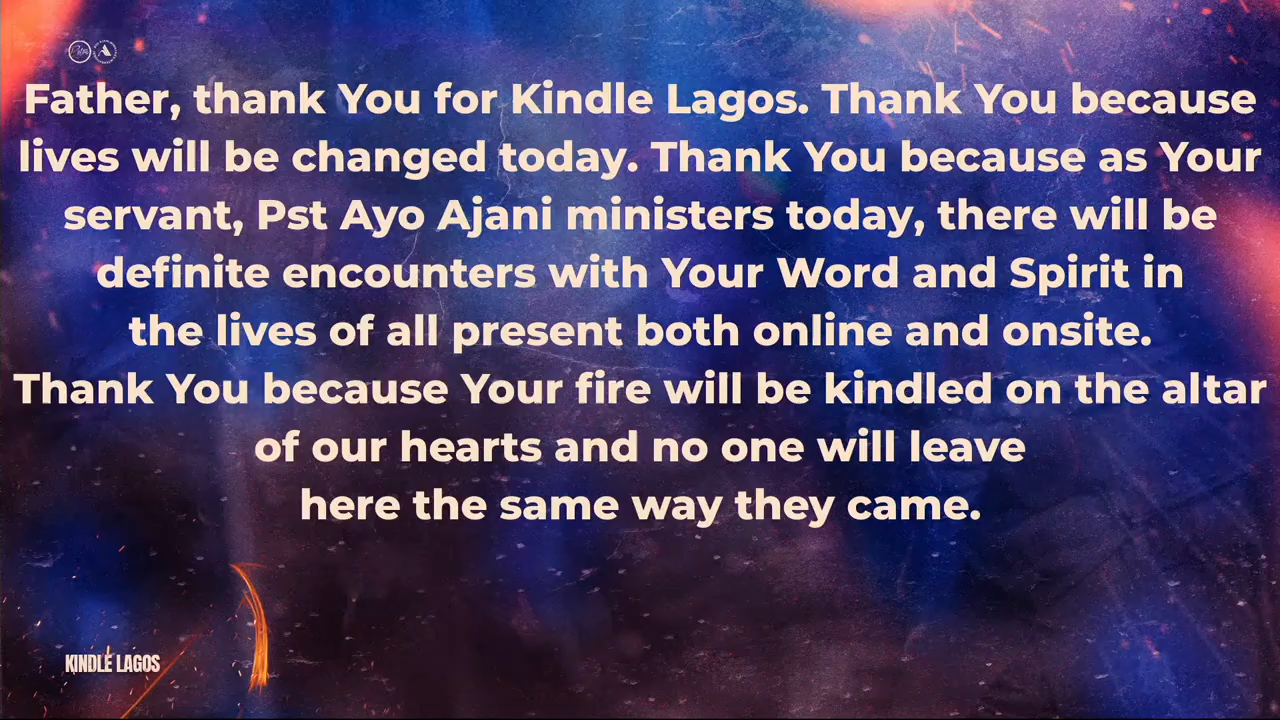 Father, thank You for Kindle Lagos. Thank You because
lives will be changed today. Thank You because as Your
servant, Pst Ayo Ajani ministers today, there will be
definite encounters with Your Word and Spirit in
the lives of all present both online and onsite.
Thank You because Your fire will be kindled on the altar
of our hearts and no one will leave
here the same way they came.
KINDLE LAGOS